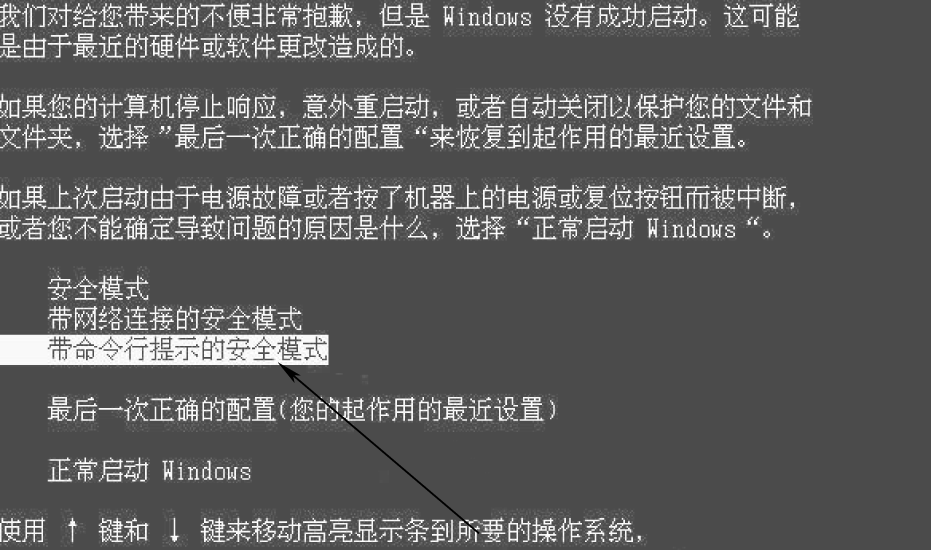 我们对给您带来的不便非常抱歉，但是 Windows 没有成功启动。这可能
是由于最近的硬件或软件更改造成的。
如果您的计算机停止响应，意外重启动，或者自动关闭以保护您的文件和
文件夹，选择 ”最后一次正确的配置 “来恢复到起作用的最近设置。
如果上次启动由于电源故障或者按了机器上的电源或复位按钮而被中断，
或者您不能确定导致问题的原因是什么，选择 “正常启动 Windows “。
安全模式
带网络连接的安全模式
带命令行提示的安全模式
最后一次正确的配置(您的起作用的最近设置)
正常启动 Windows
使用 ↑ 键和 ↓ 键来移动高亮显示条到所要的操作系统，